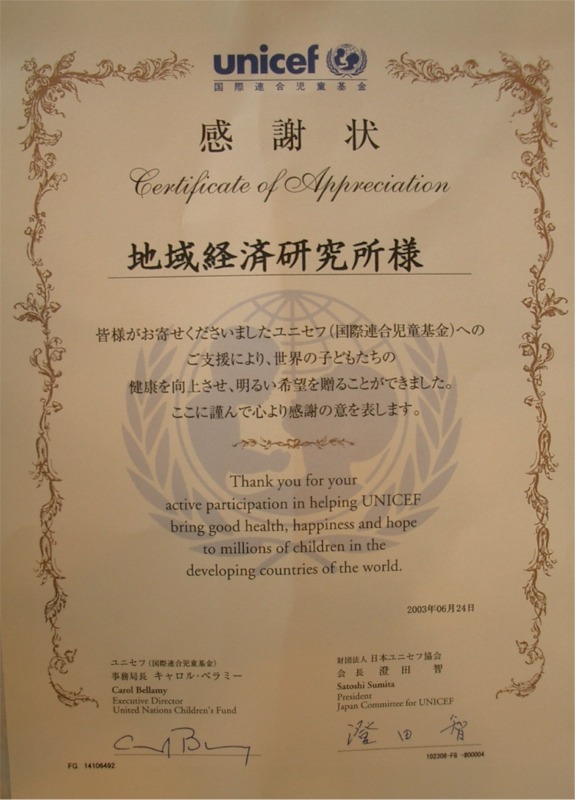 unicef
国際連合児童基金
感謝状
Certificate of Appreciation
地域経済研究所様
皆様がお寄せくださいましたユニセフ(国際連合児童基金)への
ご支援により、世界の子どもたちの
健康を向上させ、明るい希望を贈ることができました。
ここに謹んで心より感謝の意を表します。
Thank you for your
active participation in helping UNICEF
bring good health, happiness and hope
to millions of children in the
developing countries of the world.
2003年06月24日
ユニセフ(国際連合児童基金)
事務局長 キャロル・ベラミー
Carol Bellamy
Executive Director
United Nations Children's Fund
財団法人 日本ユニセフ協会
会長 澄田 智
Satoshi Sumita
President
Japan Committee for UNICEF
澄田 智
FG 14106492
102308-FG -800004